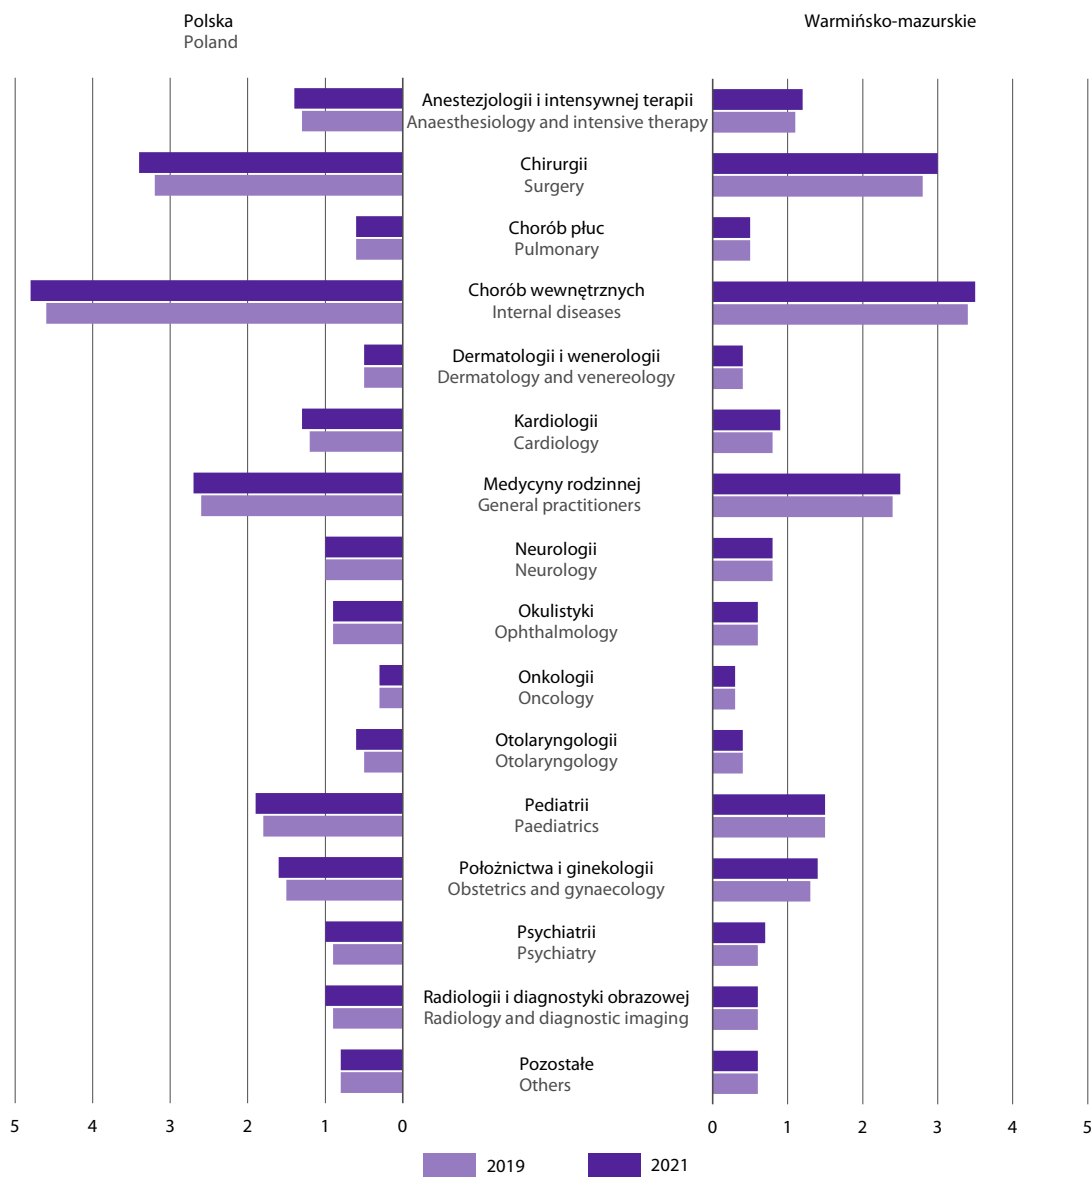 Polska
Poland
Warmińsko-mazurskie
Anestezjologii i intensywnej terapii
Anaesthesiology and intensive therapy
Chirurgii
Surgery
Chorób płuc
Pulmonary
Chorób wewnętrznych
Internal diseases
Dermatologii i wenerologii
Dermatology and venereology
Kardiologii
Cardiology
Medycyny rodzinnej
General practitioners
Neurologii
Neurology
Okulistyki
Ophthalmology
Onkologii
Oncology
Otolaryngologii
Otolaryngology
Pediatrii
Paediatrics
Położnictwa i ginekologii
Obstetrics and gynaecology
Psychiatrii
Psychiatry
Radiologii i diagnostyki obrazowej
Radiology and diagnostic imaging
Pozostałe
Others
5 4 3 2 1 0 0 1 2 3 4 5
2019 2021